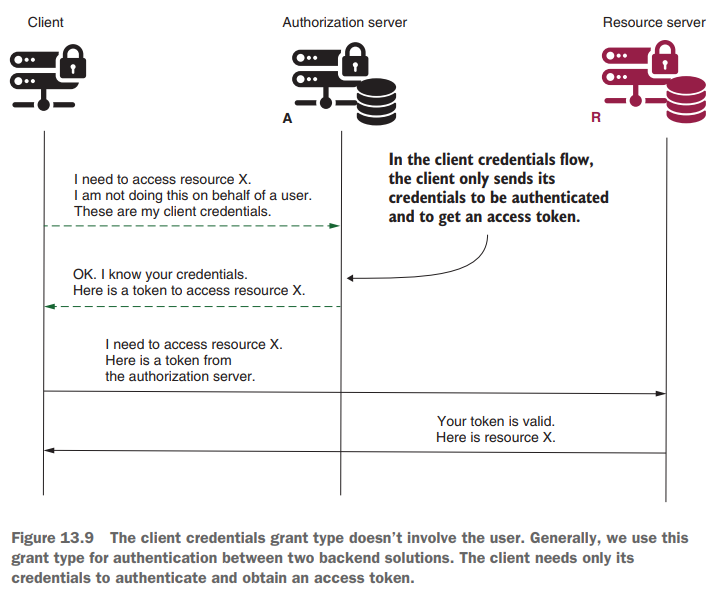 Client
Authorization server
Resource server
A
R
In the client credentials flow,
the client only sends its
credentials to be authenticated
and to get an access token.
I need to access resource X.
I am not doing this on behalf of a user.
These are my client credentials.
OK. I know your credentials.
Here is a token to access resource X.
I need to access resource X.
Here is a token from
the authorization server.
Your token is valid.
Here is resource X.
Figure 13.9 The client credentials grant type doesn't involve the user. Generally, we use this
grant type for authentication between two backend solutions. The client needs only its
credentials to authenticate and obtain an access token.